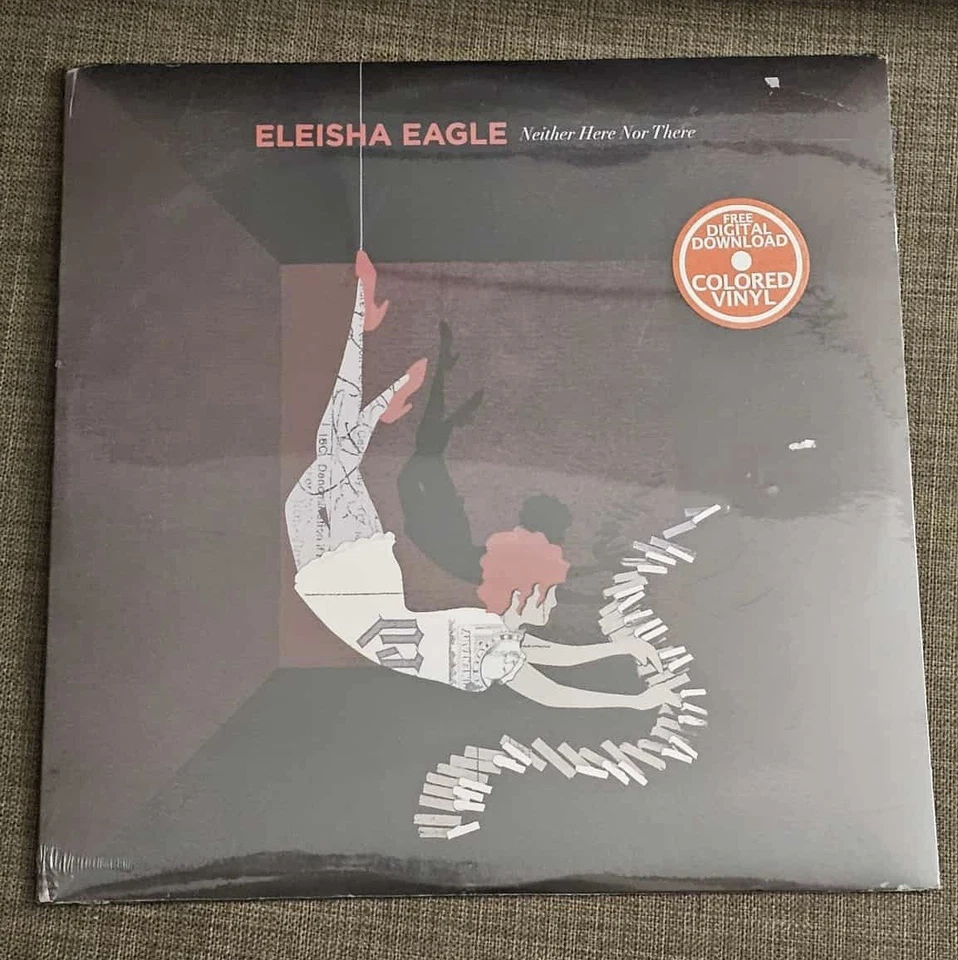 ELEISHA EAGLE Neither Here Nor There
FREE
DIGITAL
DOWNLOAD
COLORED
VINYL